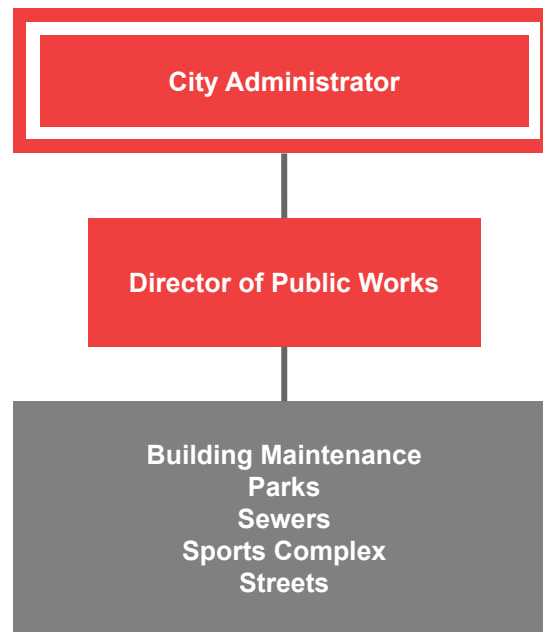 City Administrator
Director of Public Works
Building Maintenance
Parks
Sewers
Sports Complex
Streets